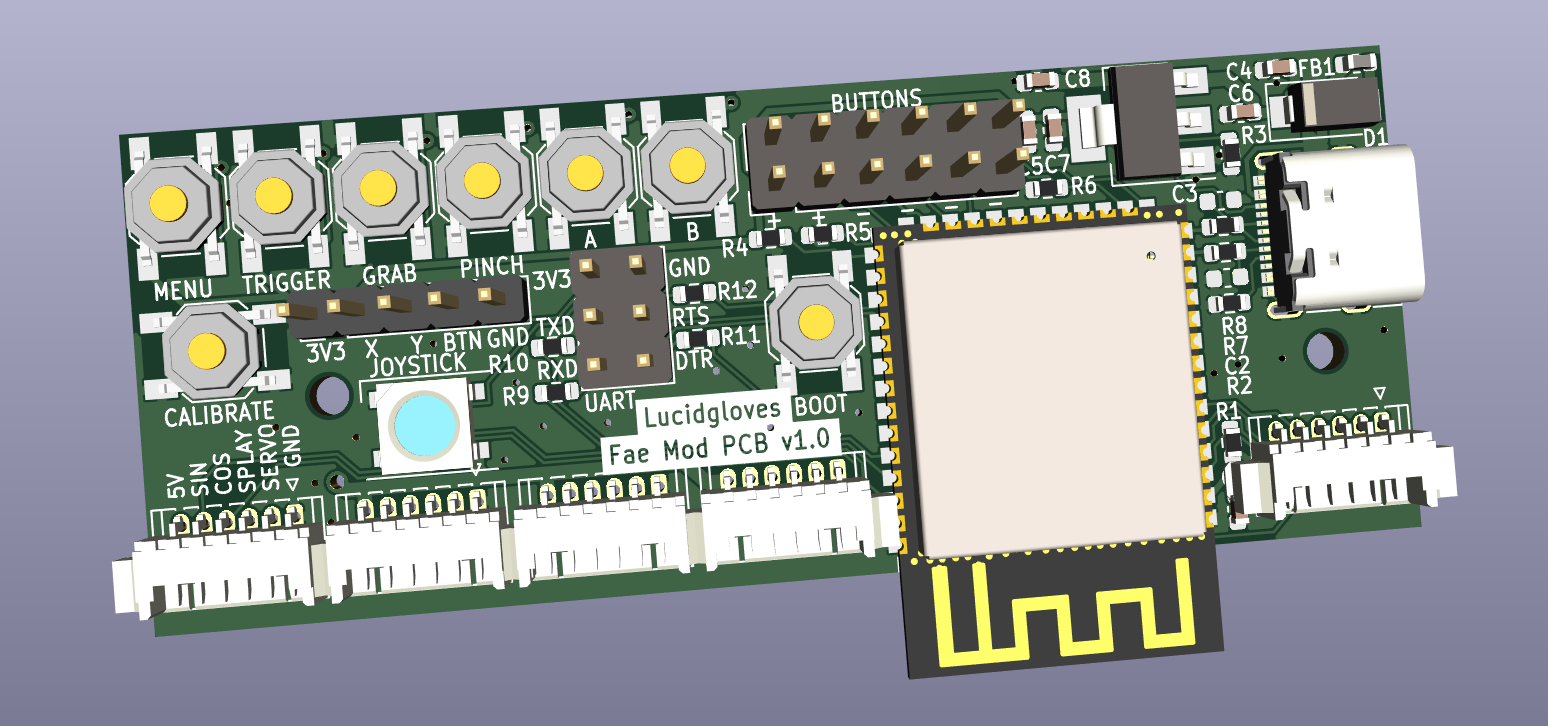 BUTTONS
C8
C4
FB1
C6
R3
D1
5C7
R6
C3
A
B
R4
R5
MENU
TRIGGER
GRAB
PINCH
3V3
GND
R12
RTS
TXD
R11
DTR
RXD
R10
R9
UART
3V3
X
Y
BTN
GND
JOYSTICK
CALIBRATE
BOOT
Lucidgloves
Fae Mod PCB v1.0
5V
SIN
COS
SPLAY
SERVO
GND
R8
R7
C2
R2
R1